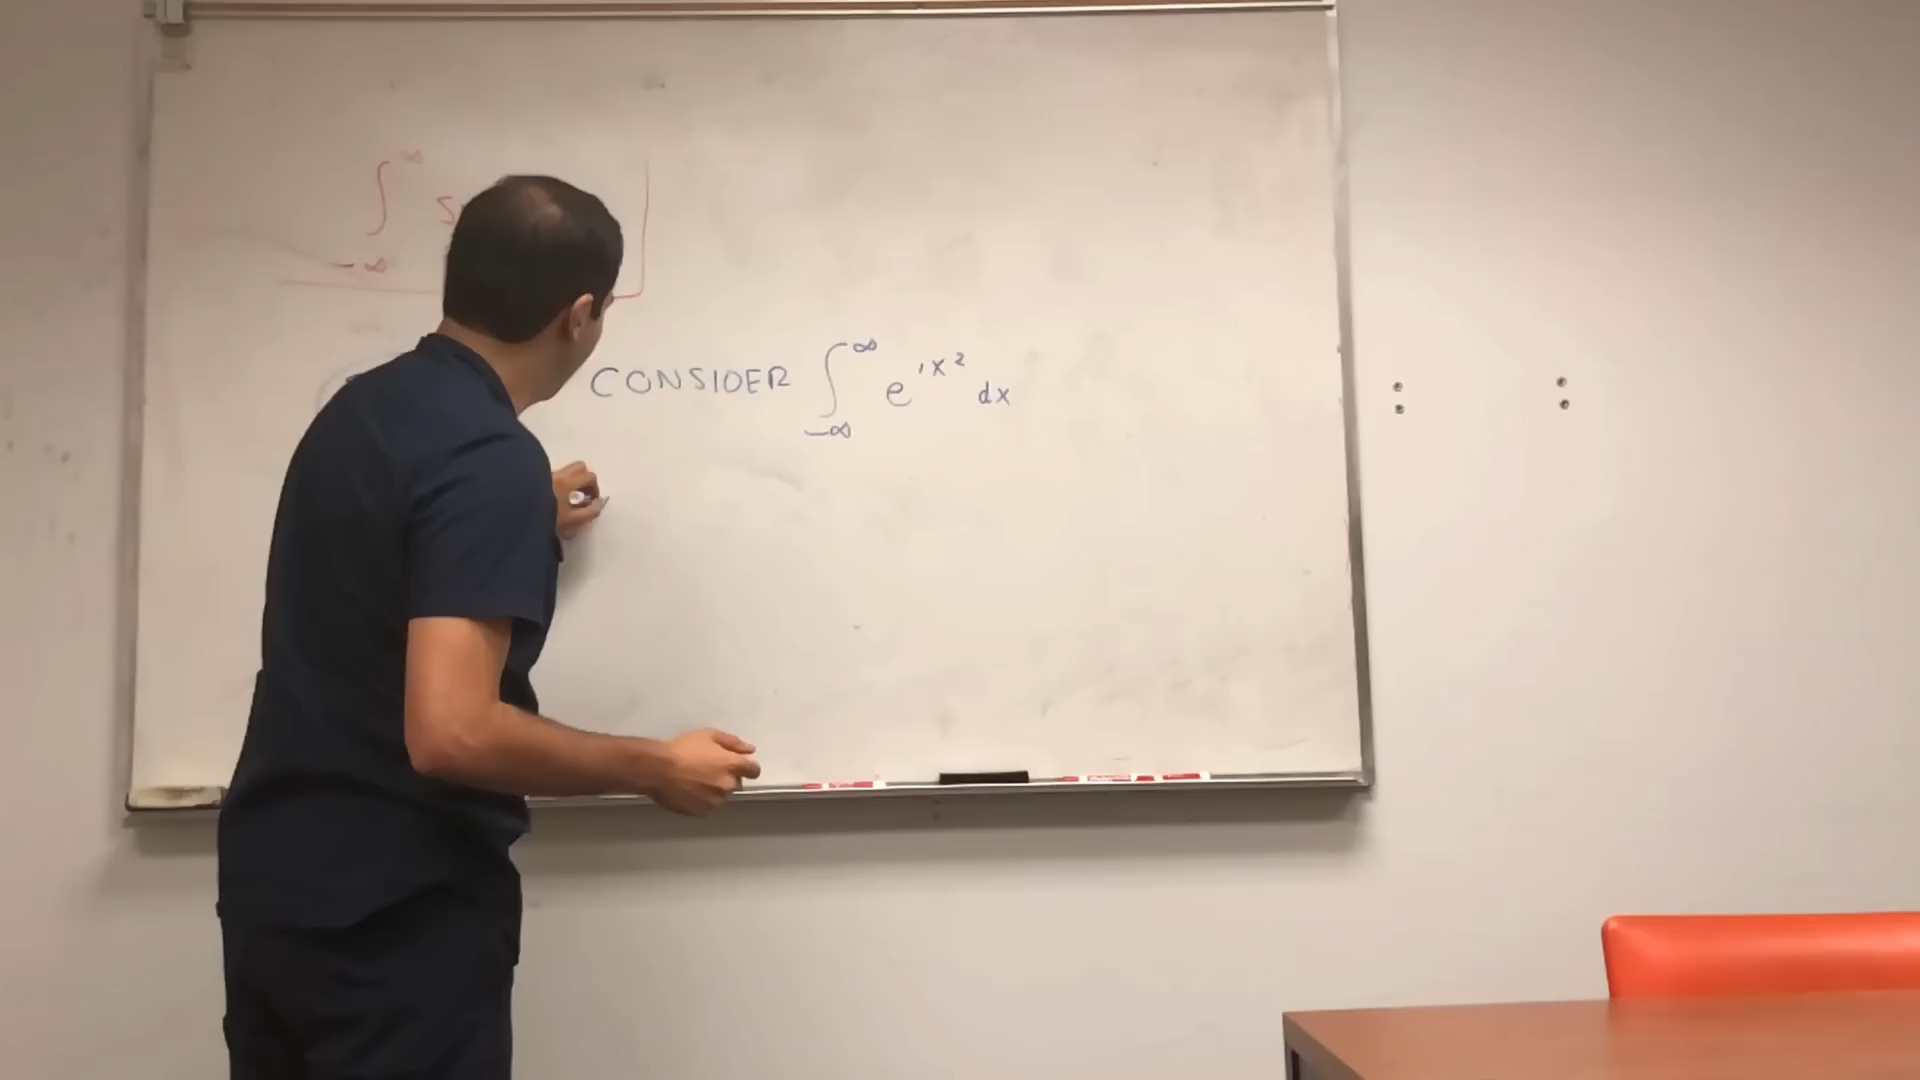 ∫_{-∞}^{∞} S
CONSIDER ∫_{-∞}^{∞} e^{ix²} dx